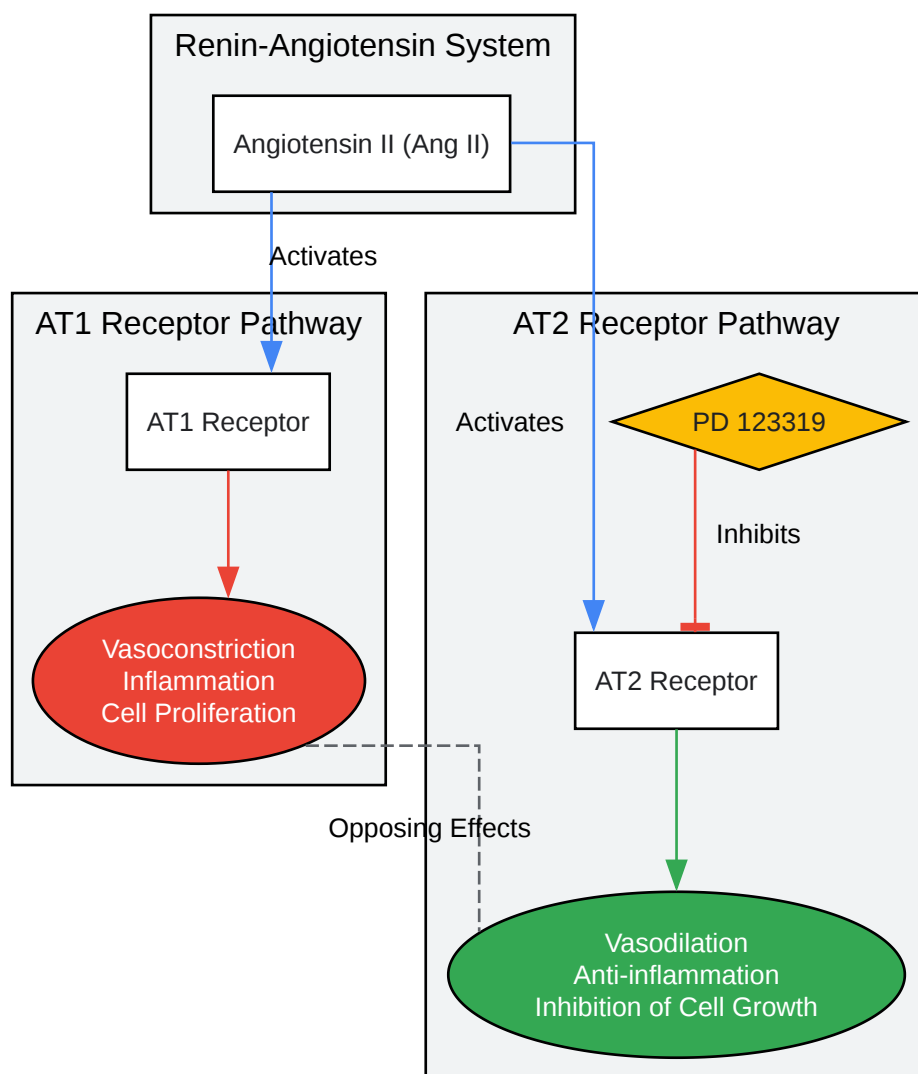 Renin-Angiotensin System
Angiotensin II (Ang II)
Activates
AT1 Receptor Pathway
AT1 Receptor
Vasoconstriction
Inflammation
Cell Proliferation
AT2 Receptor Pathway
Activates
PD 123319
Inhibits
AT2 Receptor
Opposing Effects
Vasodilation
Anti-inflammation
Inhibition of Cell Growth